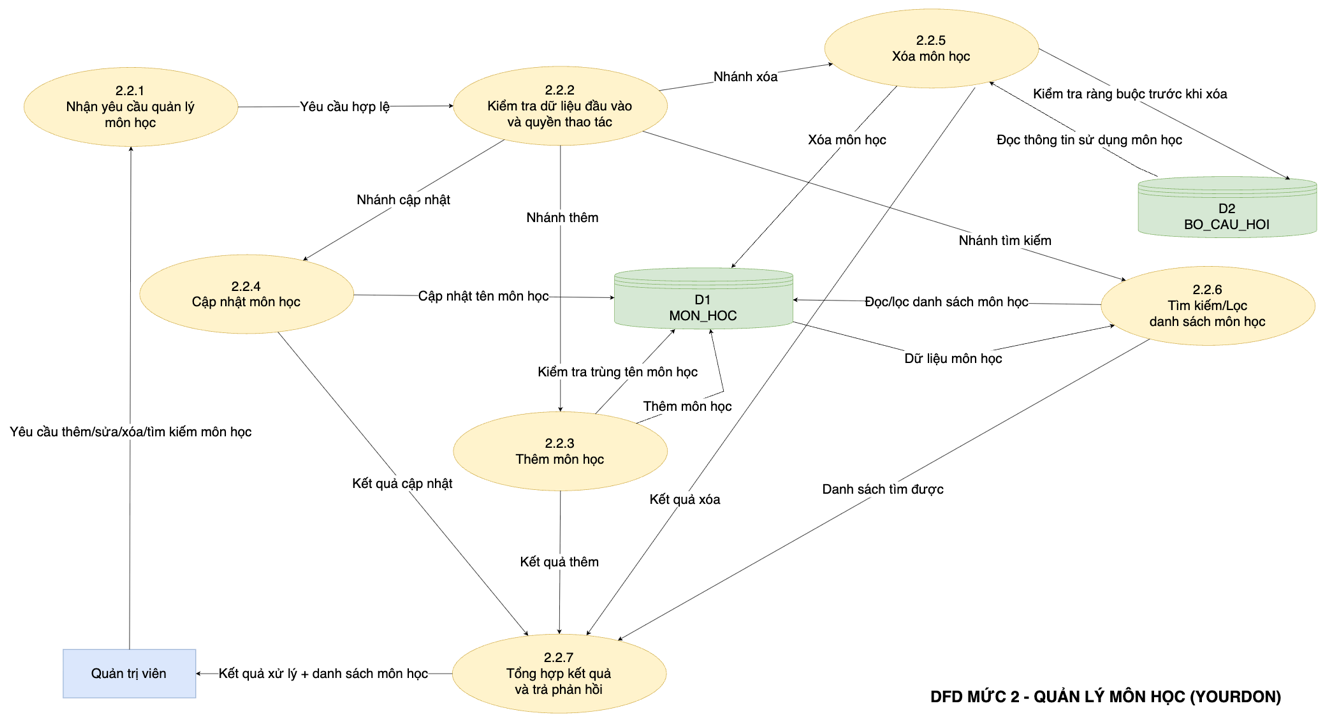 2.2.5
Xóa môn học
2.2.1
Nhận yêu cầu quản lý
môn học
Yêu cầu hợp lệ
2.2.2
Kiểm tra dữ liệu đầu vào
và quyền thao tác
Nhánh xóa
Kiểm tra ràng buộc trước khi xóa
Xóa môn học
Đọc thông tin sử dụng môn học
Nhánh cập nhật
Nhánh thêm
D2
BO_CAU_HOI
Nhánh tìm kiếm
2.2.4
Cập nhật môn học
Cập nhật tên môn học
D1
MON_HOC
Đọc/lọc danh sách môn học
2.2.6
Tìm kiếm/Lọc
danh sách môn học
Dữ liệu môn học
Kiểm tra trùng tên môn học
Thêm môn học
Yêu cầu thêm/sửa/xóa/tìm kiếm môn học
2.2.3
Thêm môn học
Kết quả cập nhật
Kết quả xóa
Danh sách tìm được
Kết quả thêm
Quản trị viên
Kết quả xử lý + danh sách môn học
2.2.7
Tổng hợp kết quả
và trả phản hồi
DFD MỨC 2 - QUẢN LÝ MÔN HỌC (YOURDON)